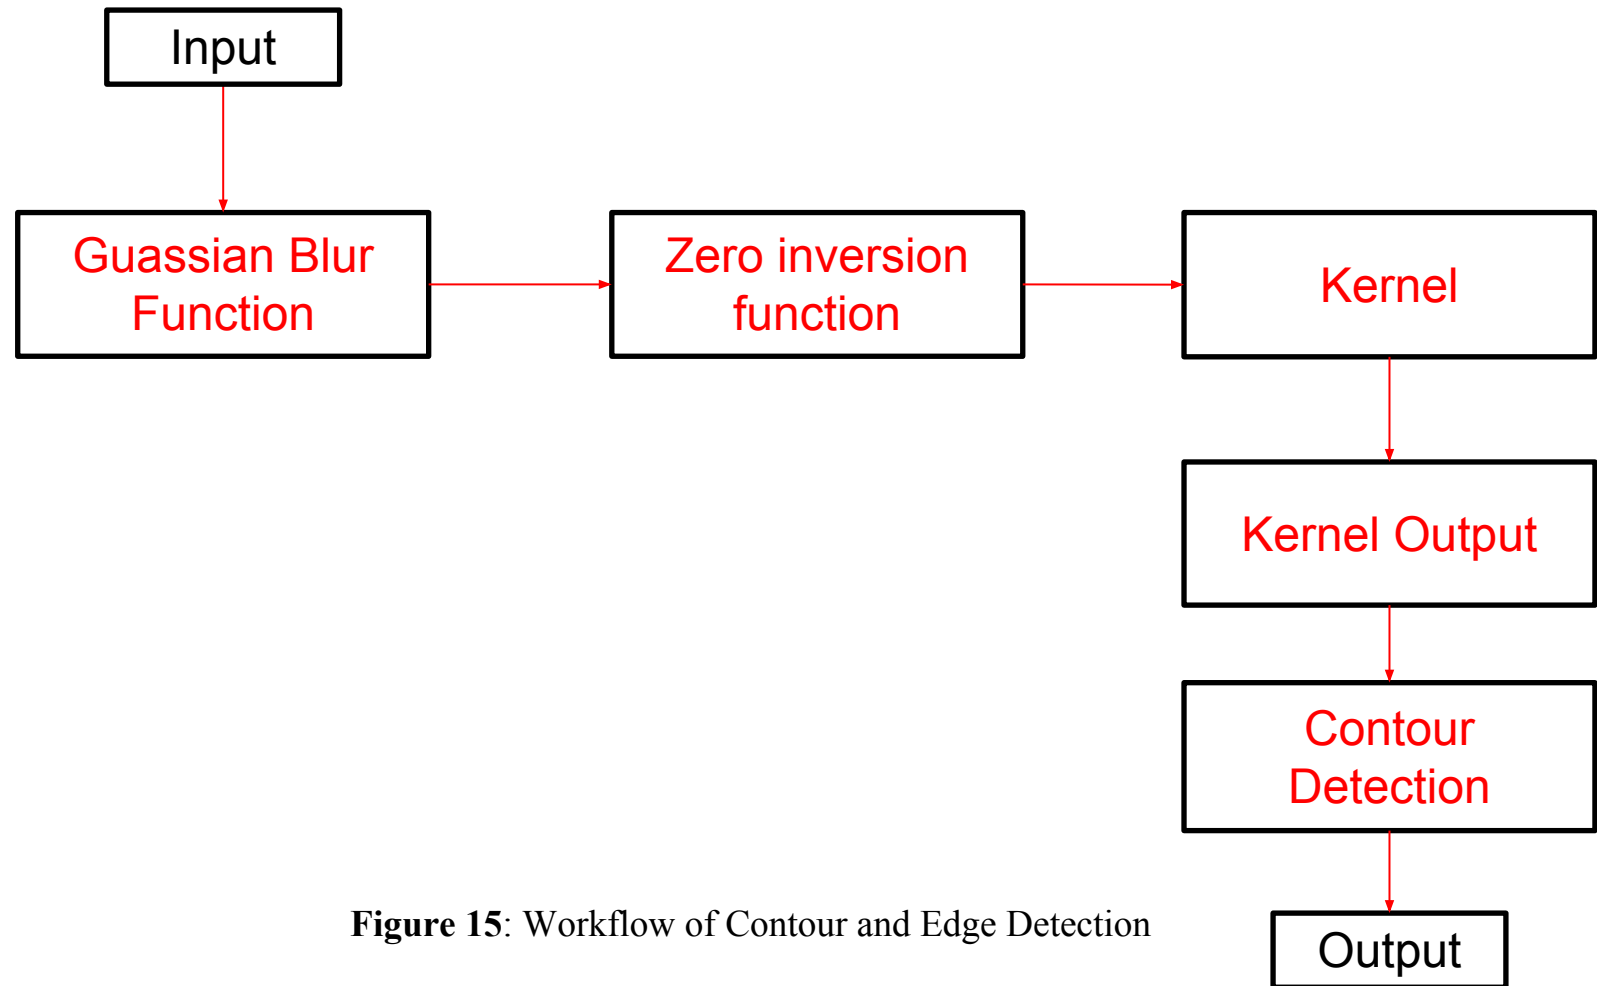 Input
Guassian Blur
Function
Zero inversion
function
Kernel
Kernel Output
Contour
Detection
Output
Figure 15: Workflow of Contour and Edge Detection